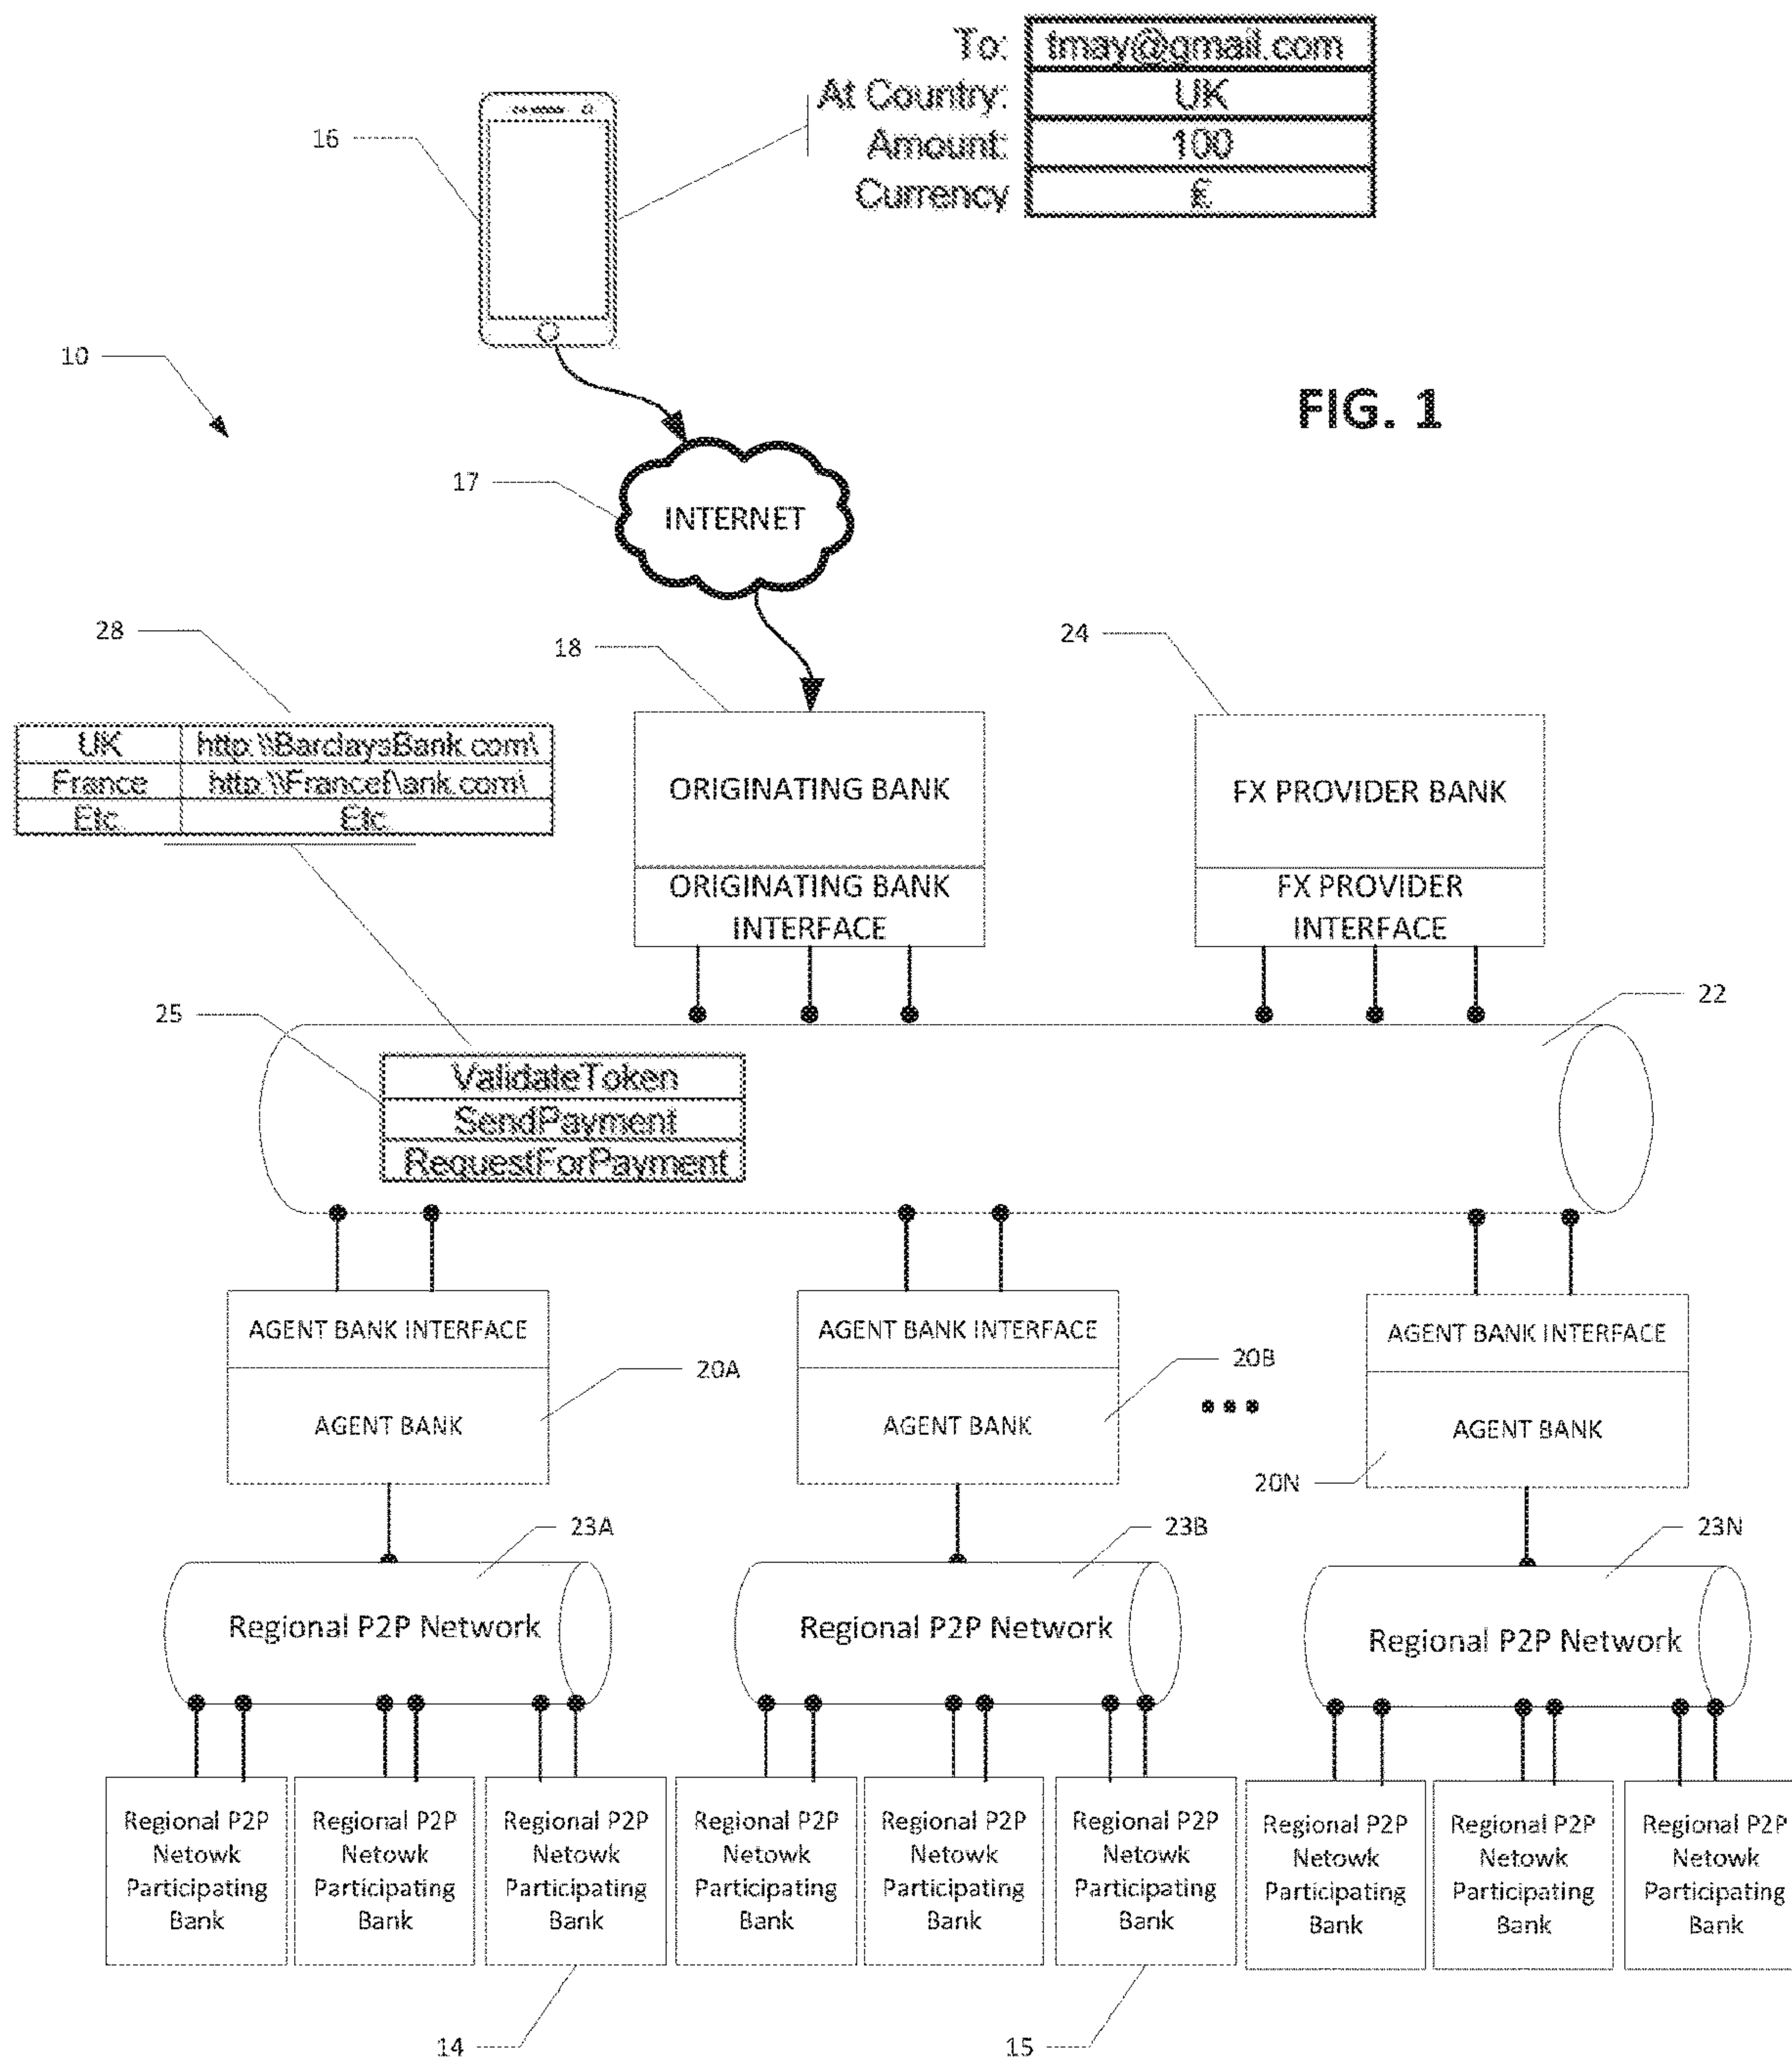 To: tmay@gmail.com
At Country: UK
Amount: 100
Currency £
16
10
FIG. 1
17
INTERNET
28
18
24
UK http:\\BarclaysBank.com\
France http:\\Francef\ank.com\
Etc. Etc.
ORIGINATING BANK
FX PROVIDER BANK
ORIGINATING BANK
INTERFACE
FX PROVIDER
INTERFACE
25
22
ValidateToken
SendPayment
RequestForPayment
AGENT BANK INTERFACE
AGENT BANK
20A
AGENT BANK INTERFACE
AGENT BANK
20B
AGENT BANK INTERFACE
AGENT BANK
20N
23A
23B
23N
Regional P2P Network
Regional P2P Network
Regional P2P Network
Regional P2P
Netowk
Participating
Bank
Regional P2P
Netowk
Participating
Bank
Regional P2P
Netowk
Participating
Bank
Regional P2P
Netowk
Participating
Bank
Regional P2P
Netowk
Participating
Bank
Regional P2P
Netowk
Participating
Bank
Regional P2P
Netowk
Participating
Bank
Regional P2P
Netowk
Participating
Bank
Regional P2P
Netowk
Participating
Bank
14
15